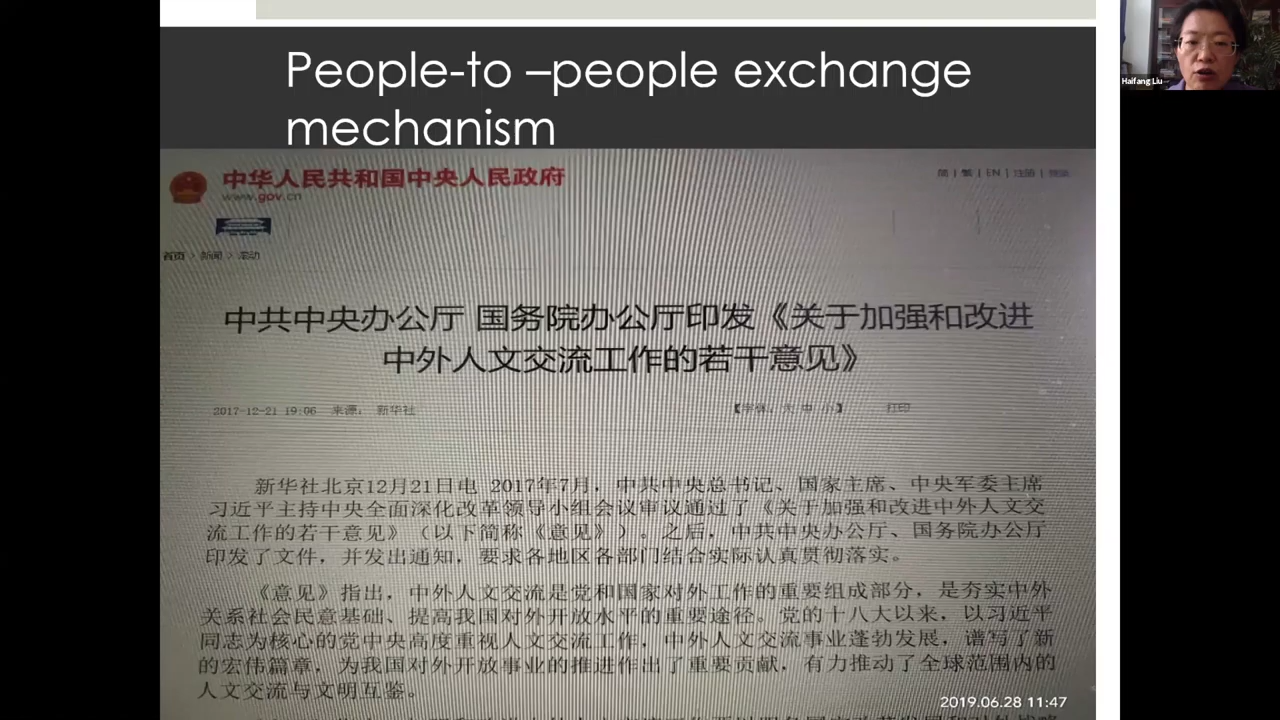 People-to –people exchange
mechanism
Haifang Liu
中华人民共和国中央人民政府
www.gov.cn
简 | 繁 | EN | 注册 | 登录
首页 > 新闻 > 滚动
中共中央办公厅 国务院办公厅印发《关于加强和改进
中外人文交流工作的若干意见》
2017-12-21 19:06 来源： 新华社
【字体：大 中 小】 打印
新华社北京12月21日电 2017年7月，中共中央总书记、国家主席、中央军委主席
习近平主持中央全面深化改革领导小组会议审议通过了《关于加强和改进中外人文交
流工作的若干意见》（以下简称《意见》）。之后，中共中央办公厅、国务院办公厅
印发了文件，并发出通知，要求各地区各部门结合实际认真贯彻落实。
《意见》指出，中外人文交流是党和国家对外工作的重要组成部分，是夯实中外
关系社会民意基础、提高我国对外开放水平的重要途径。党的十八大以来，以习近平
同志为核心的党中央高度重视人文交流工作，中外人文交流事业蓬勃发展，谱写了新
的宏伟篇章，为我国对外开放事业的推进作出了重要贡献，有力推动了全球范围内的
人文交流与文明互鉴。
2019.06.28 11:47